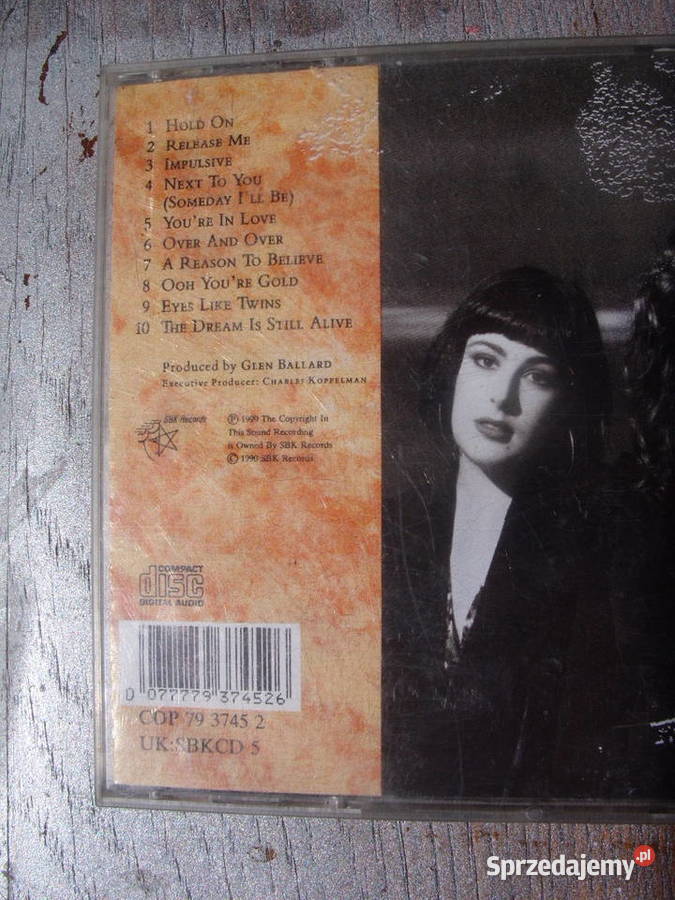 1 Hold On
2 Release Me
3 Impulsive
4 Next To You
(Someday I'll Be)
5 You're In Love
6 Over And Over
7 A Reason To Believe
8 Ooh You're Gold
9 Eyes Like Twins
10 The Dream Is Still Alive
Produced by Glen Ballard
Executive Producer: Charles Koppelman
SBK Records
Ⓟ 1990 The Copyright In
This Sound Recording
is Owned By SBK Records
© 1990 SBK Records
COMPACT
disc
DIGITAL AUDIO
0 077779 374526
COP 79 3745 2
UK:SBKCD 5
Sprzedajemy.pl